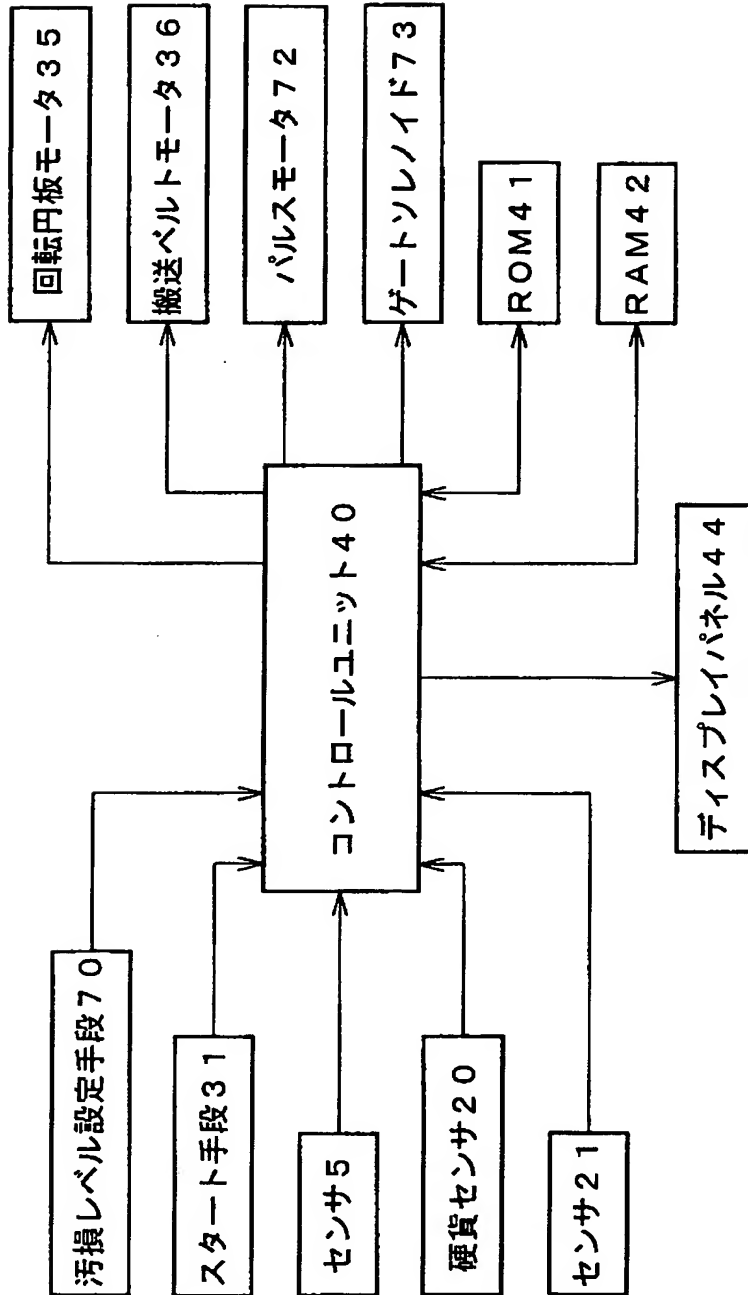 汚損レベル設定手段70
スタート手段31
センサ5
硬貨センサ20
センサ21
コントロールユニット40
ディスプレイパネル44
回転円板モータ35
搬送ベルトモータ36
パルスモータ72
ゲートソレノイド73
ROM41
RAM42